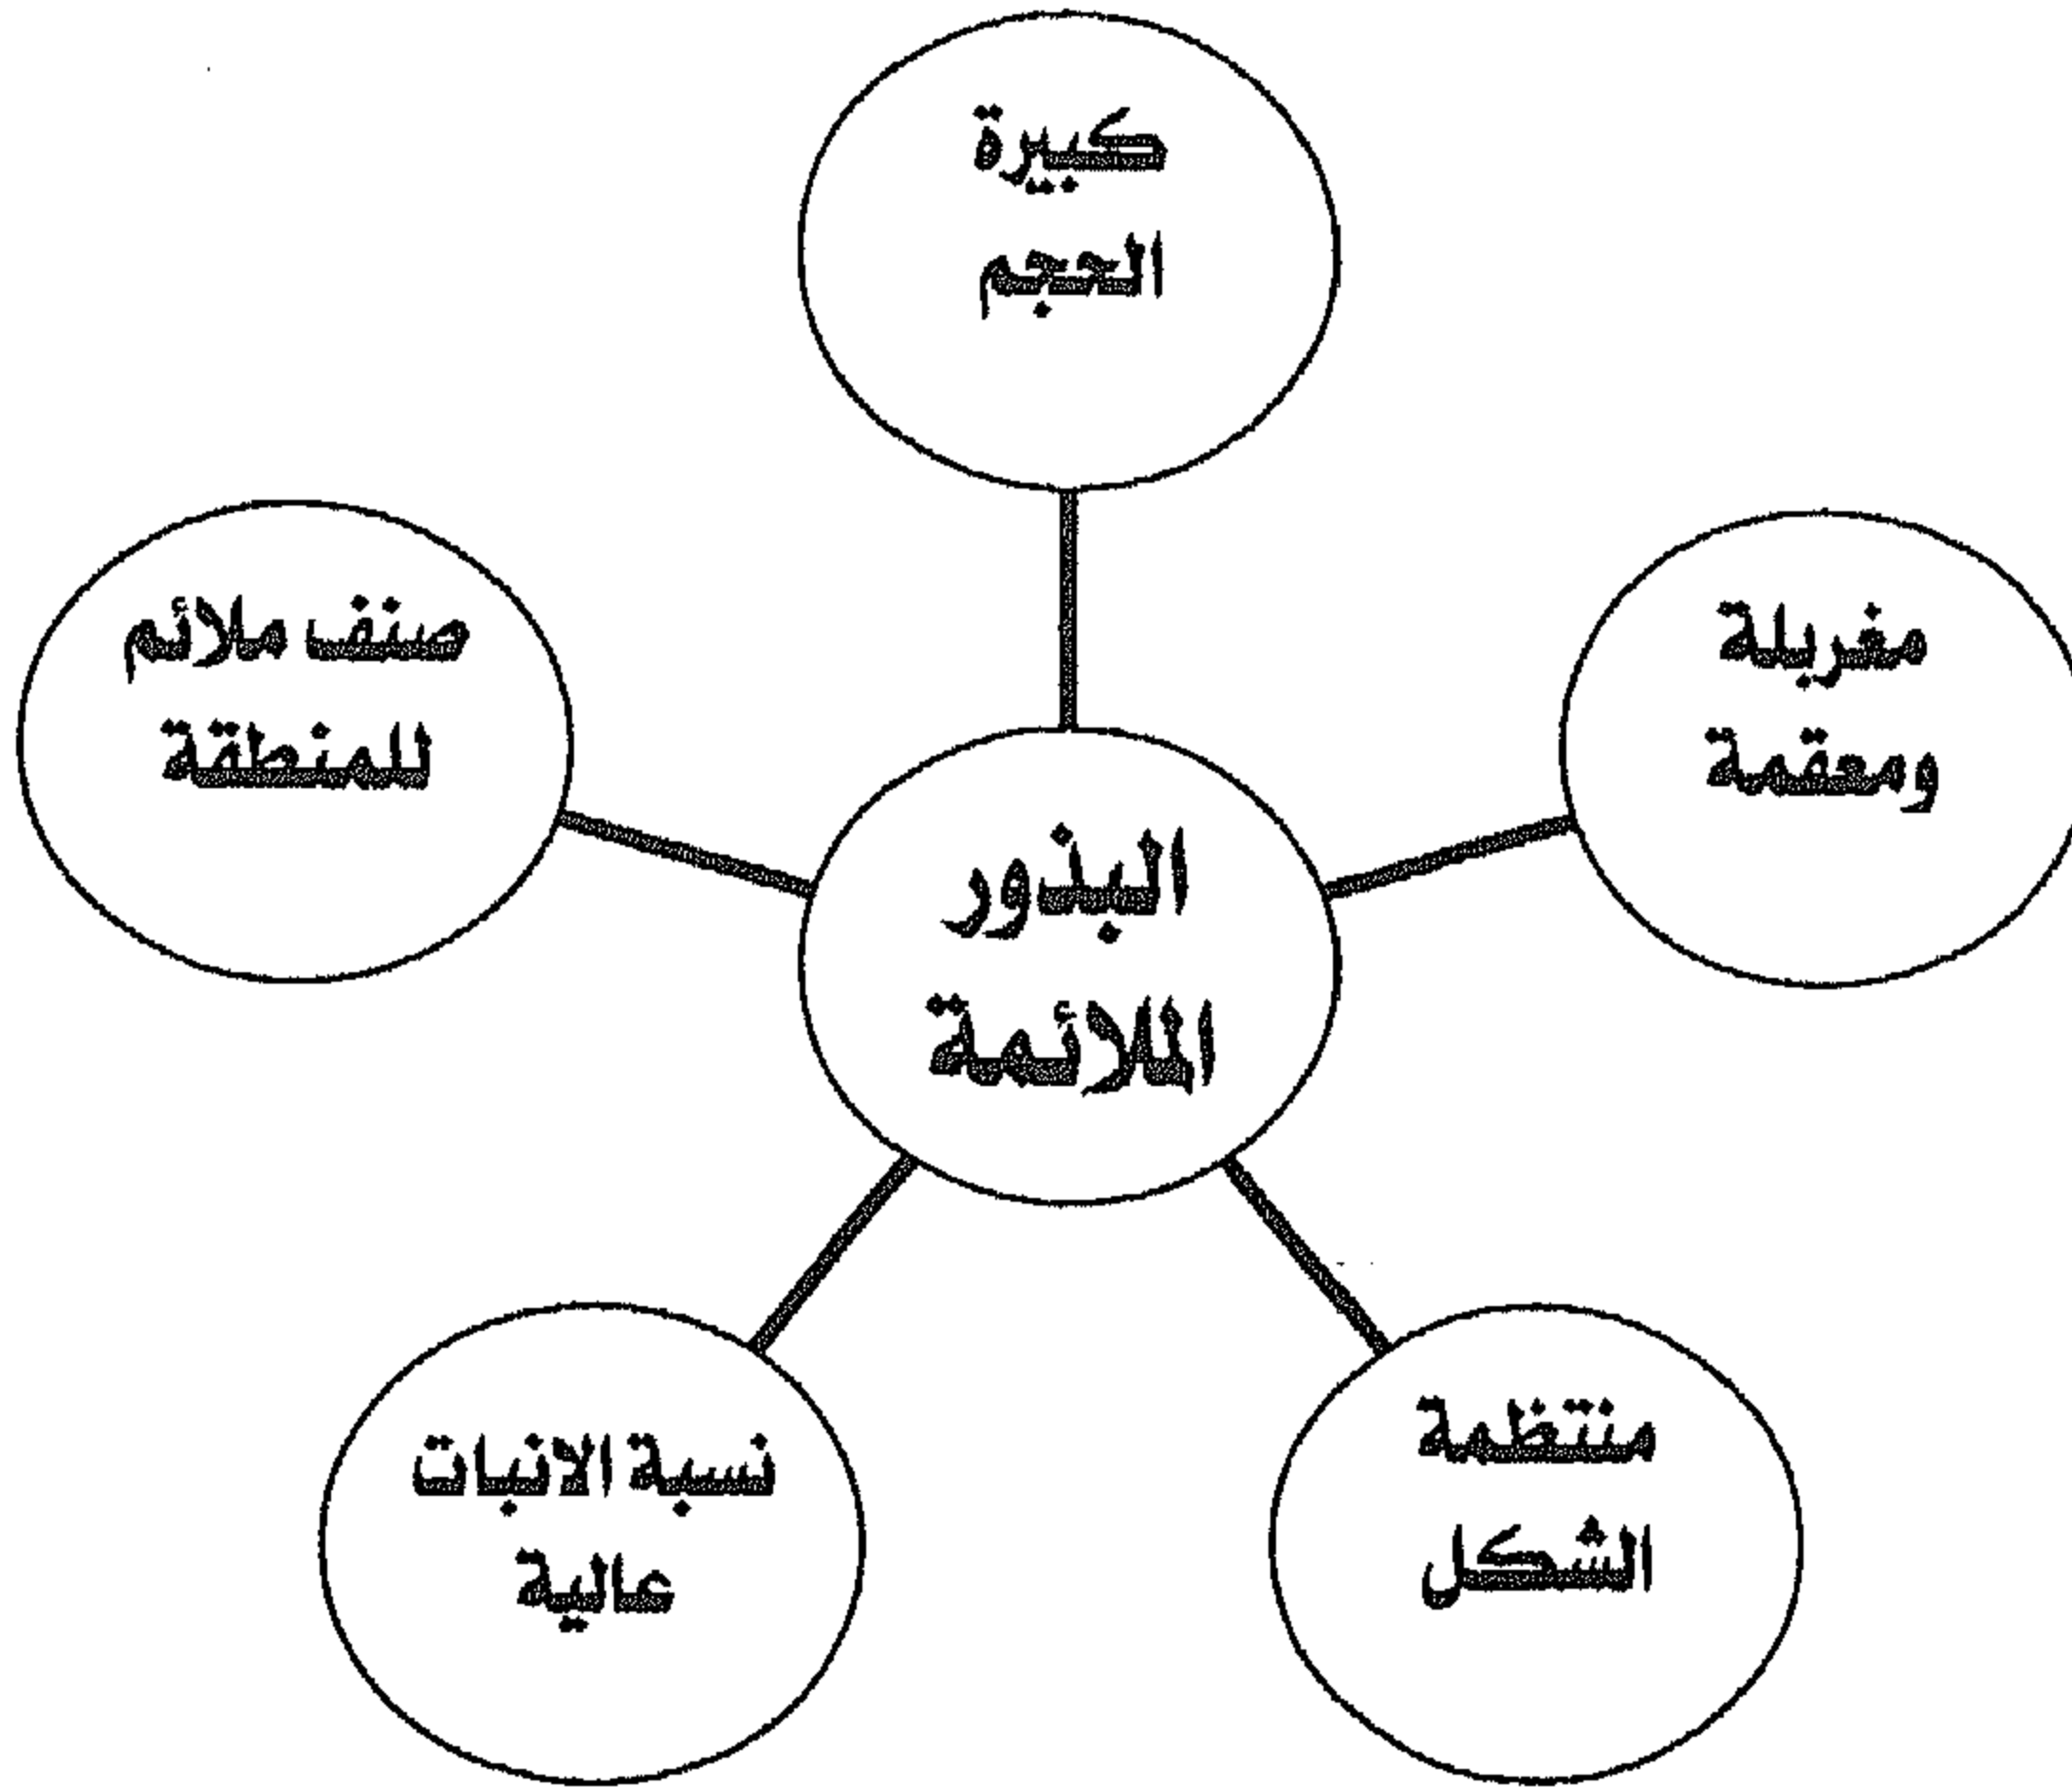 كبيرة
الحجم
مغربلة
ومعقمة
صنف ملائم
للمنطقة
البذور
الملائمة
منتظمة
الشكل
نسبة الانبات
عالية